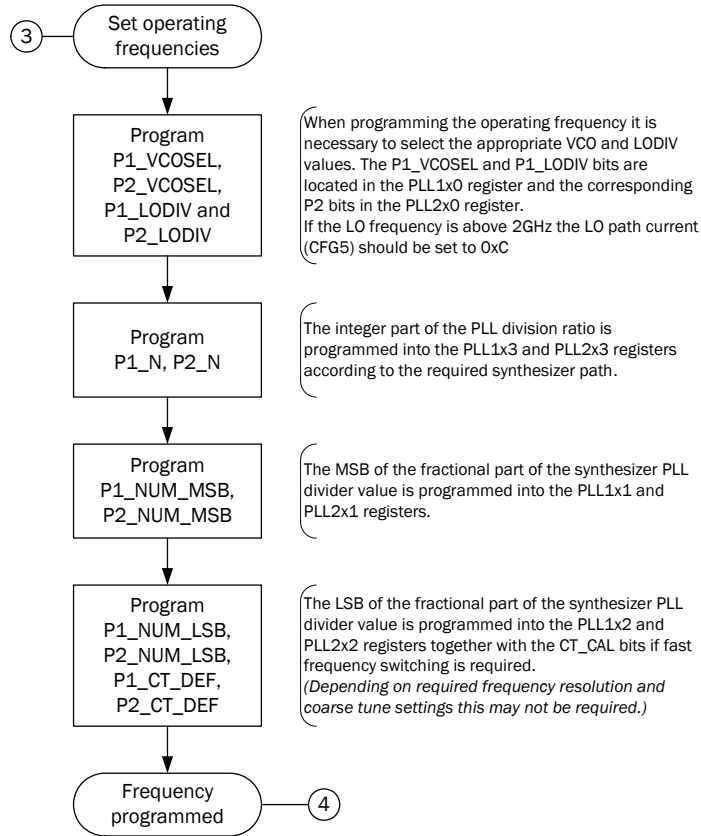 3
Set operating
frequencies
Program
P1_VCOSEL,
P2_VCOSEL,
P1_LODIV and
P2_LODIV
When programming the operating frequency it is
necessary to select the appropriate VCO and LODIV
values. The P1_VCOSEL and P1_LODIV bits are
located in the PLL1x0 register and the corresponding
P2 bits in the PLL2x0 register.
If the LO frequency is above 2GHz the LO path current
(CFG5) should be set to 0xC
Program
P1_N, P2_N
The integer part of the PLL division ratio is
programmed into the PLL1x3 and PLL2x3 registers
according to the required synthesizer path.
Program
P1_NUM_MSB,
P2_NUM_MSB
The MSB of the fractional part of the synthesizer PLL
divider value is programmed into the PLL1x1 and
PLL2x1 registers.
Program
P1_NUM_LSB,
P2_NUM_LSB,
P1_CT_DEF,
P2_CT_DEF
The LSB of the fractional part of the synthesizer PLL
divider value is programmed into the PLL1x2 and
PLL2x2 registers together with the CT_CAL bits if fast
frequency switching is required.
(Depending on required frequency resolution and
coarse tune settings this may not be required.)
Frequency
programmed
4